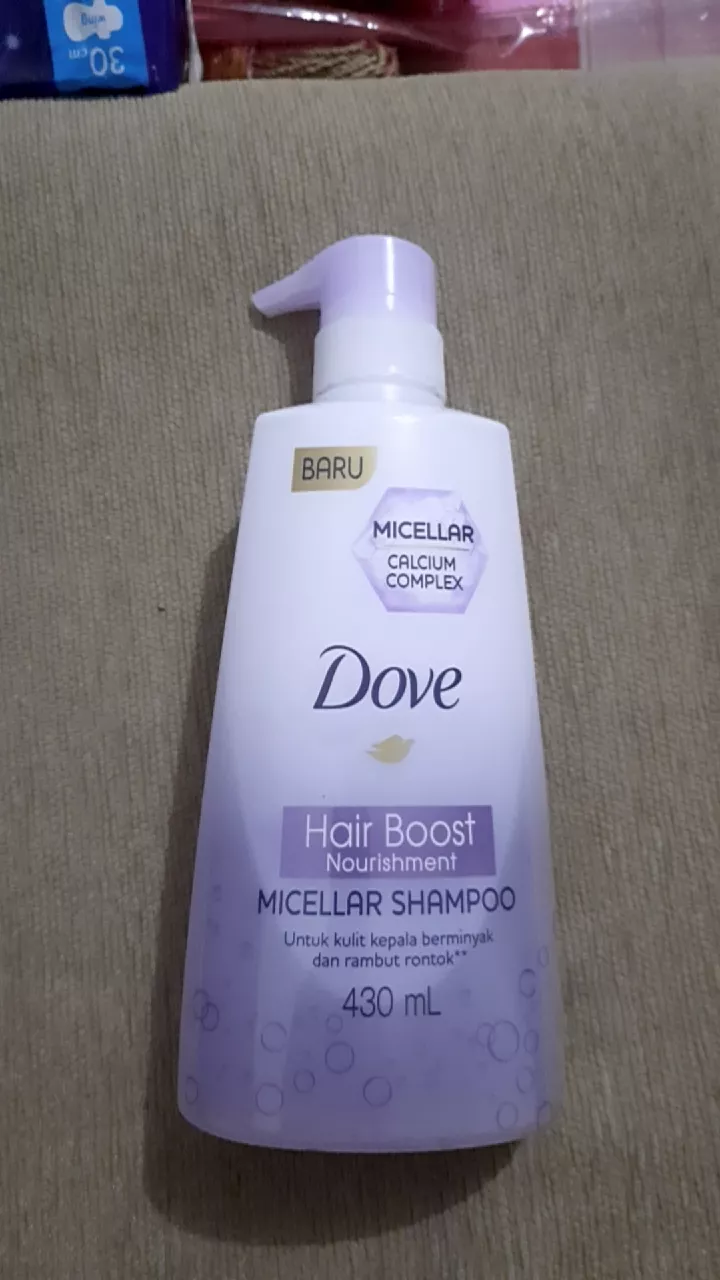 wing
30 cm
BARU
MICELLAR
CALCIUM
COMPLEX
Dove
Hair Boost
Nourishment
MICELLAR SHAMPOO
Untuk kulit kepala berminyak
dan rambut rontok**
430 mL